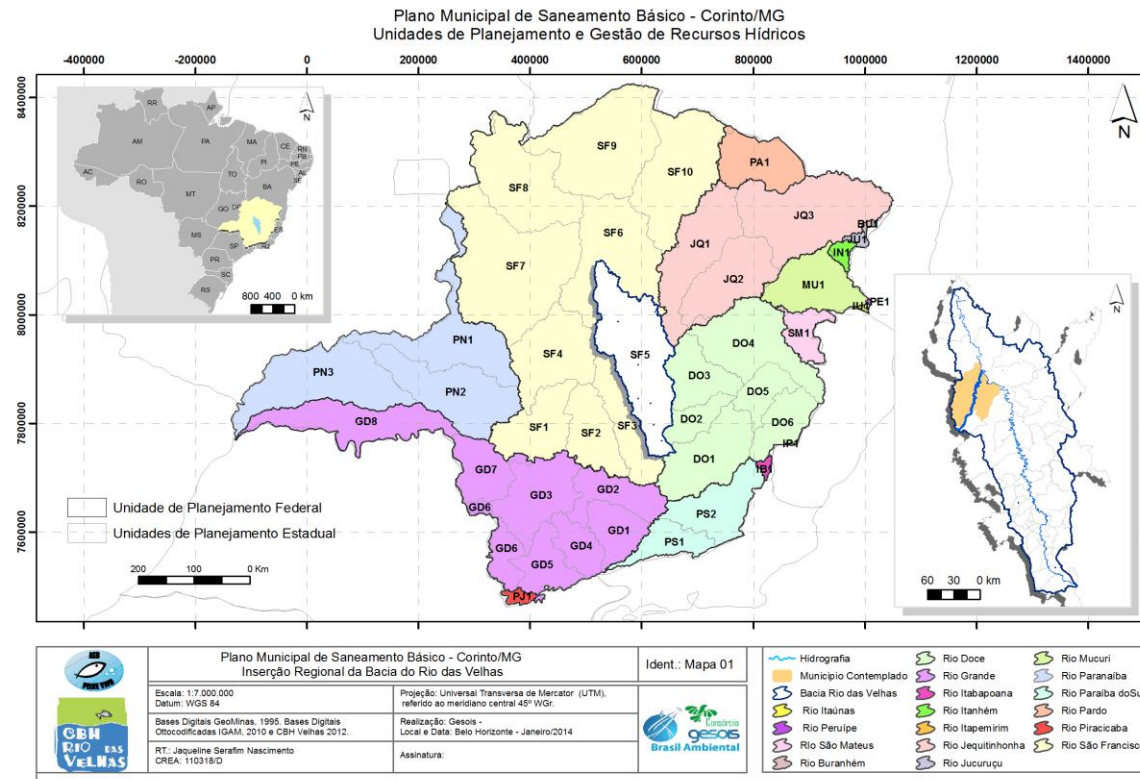 Plano Municipal de Saneamento Básico - Corinto/MG
Unidades de Planejamento e Gestão de Recursos Hídricos
-400000 -200000 0 200000 400000 600000 800000 1000000 1200000 1400000
8400000
8200000
8000000
7800000
7600000
N
RR AP
AM PA MA CE RN
PB
PI PE
AC TO AL
SE
RO BA
MT
GO DF
MS ES
SP RJ
PR
SC
RS
800 400 0 km
N
SF9
SF8 SF10 PA1
SF6 JQ3
JQ1 BU1
JU1
SF7 IN1
JQ2
MU1
PE1
PN1 SF4 SF5 DO4 SM1
PN3 DO3
PN2 DO5
GD8 SF1 SF2 SF3 DO2 DO6
IP1
DO1 IB1
GD7 GD3 GD2
GD6 PS2
GD1
GD6 GD4 PS1
GD5
PJ1
Unidade de Planejamento Federal
Unidades de Planejamento Estadual
200 100 0 Km
N
60 30 0 km
Plano Municipal de Saneamento Básico - Corinto/MG
Inserção Regional da Bacia do Rio das Velhas
Ident.: Mapa 01
Escala: 1:7.000.000
Datum: WGS 84
Projeção: Universal Transversa de Mercator (UTM),
referido ao meridiano central 45º WGr.
Bases Digitais GeoMinas, 1995. Bases Digitais
Ottocodificadas IGAM, 2010 e CBH Velhas 2012.
Realização: Gesois -
Local e Data: Belo Horizonte - Janeiro/2014
RT.: Jaqueline Serafim Nascimento
CREA: 110318/D
Assinatura:
AGB
PEIXE VIVO
CBH
RIO DAS
VELHAS
Consórcio
gesois
Brasil Ambiental
Hidrografia
Município Contemplado
Bacia Rio das Velhas
Rio Itaúnas
Rio Peruípe
Rio São Mateus
Rio Buranhém
Rio Doce
Rio Grande
Rio Itabapoana
Rio Itanhém
Rio Itapemirim
Rio Jequitinhonha
Rio Jucuruçu
Rio Mucuri
Rio Paranaíba
Rio Paraíba doSu
Rio Pardo
Rio Piracicaba
Rio São Francisc